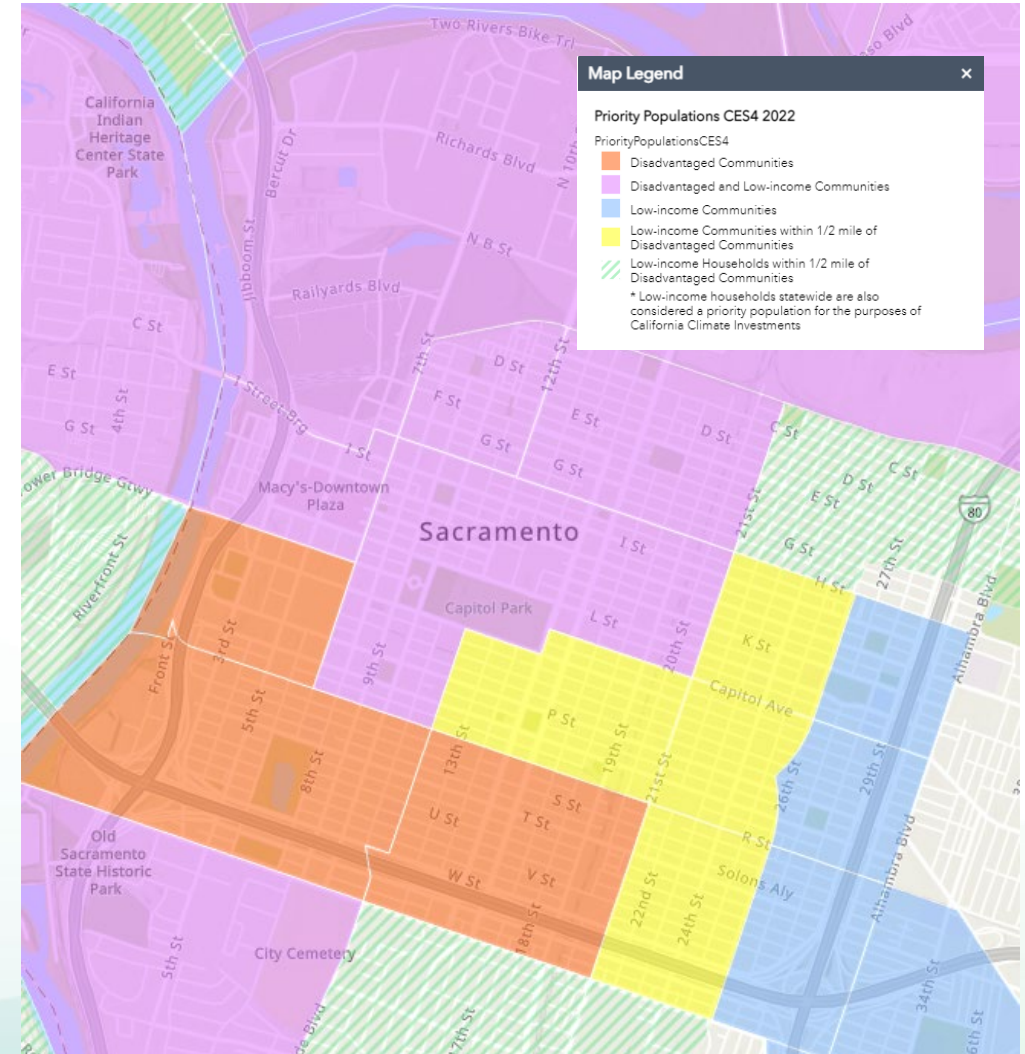 Two Rivers Bike Trl
Map Legend ×
Priority Populations CES4 2022
PriorityPopulationsCES4
Disadvantaged Communities
Disadvantaged and Low-income Communities
Low-income Communities
Low-income Communities within 1/2 mile of
Disadvantaged Communities
Low-income Households within 1/2 mile of
Disadvantaged Communities
* Low-income households statewide are also
considered a priority population for the purposes of
California Climate Investments
California
Indian
Heritage
Center State
Park
Bercut Dr
Richards Blvd
N 10th
N B St
Jibboom St
Railyards Blvd
C St
E St
4th St
G St
I Street Brg
I St
7th St
12th St
D St
F St
E St
G St
G St
D St
C St
C St
D St
E St
80
G St
21st St
27th St
H St
Macy's-Downtown
Plaza
Sacramento
I St
Capitol Park
L St
K St
20th St
9th St
Capitol Ave
Alhambra Blvd
Riverfront St
3rd St
Front St
5th St
8th St
13th St
P St
19th St
21st St
26th St
29th St
S St
T St
U St
R St
Solons Aly
W St
V St
18th St
22nd St
24th St
Alhambra Blvd
34th St
Old
Sacramento
State Historic
Park
5th St
City Cemetery